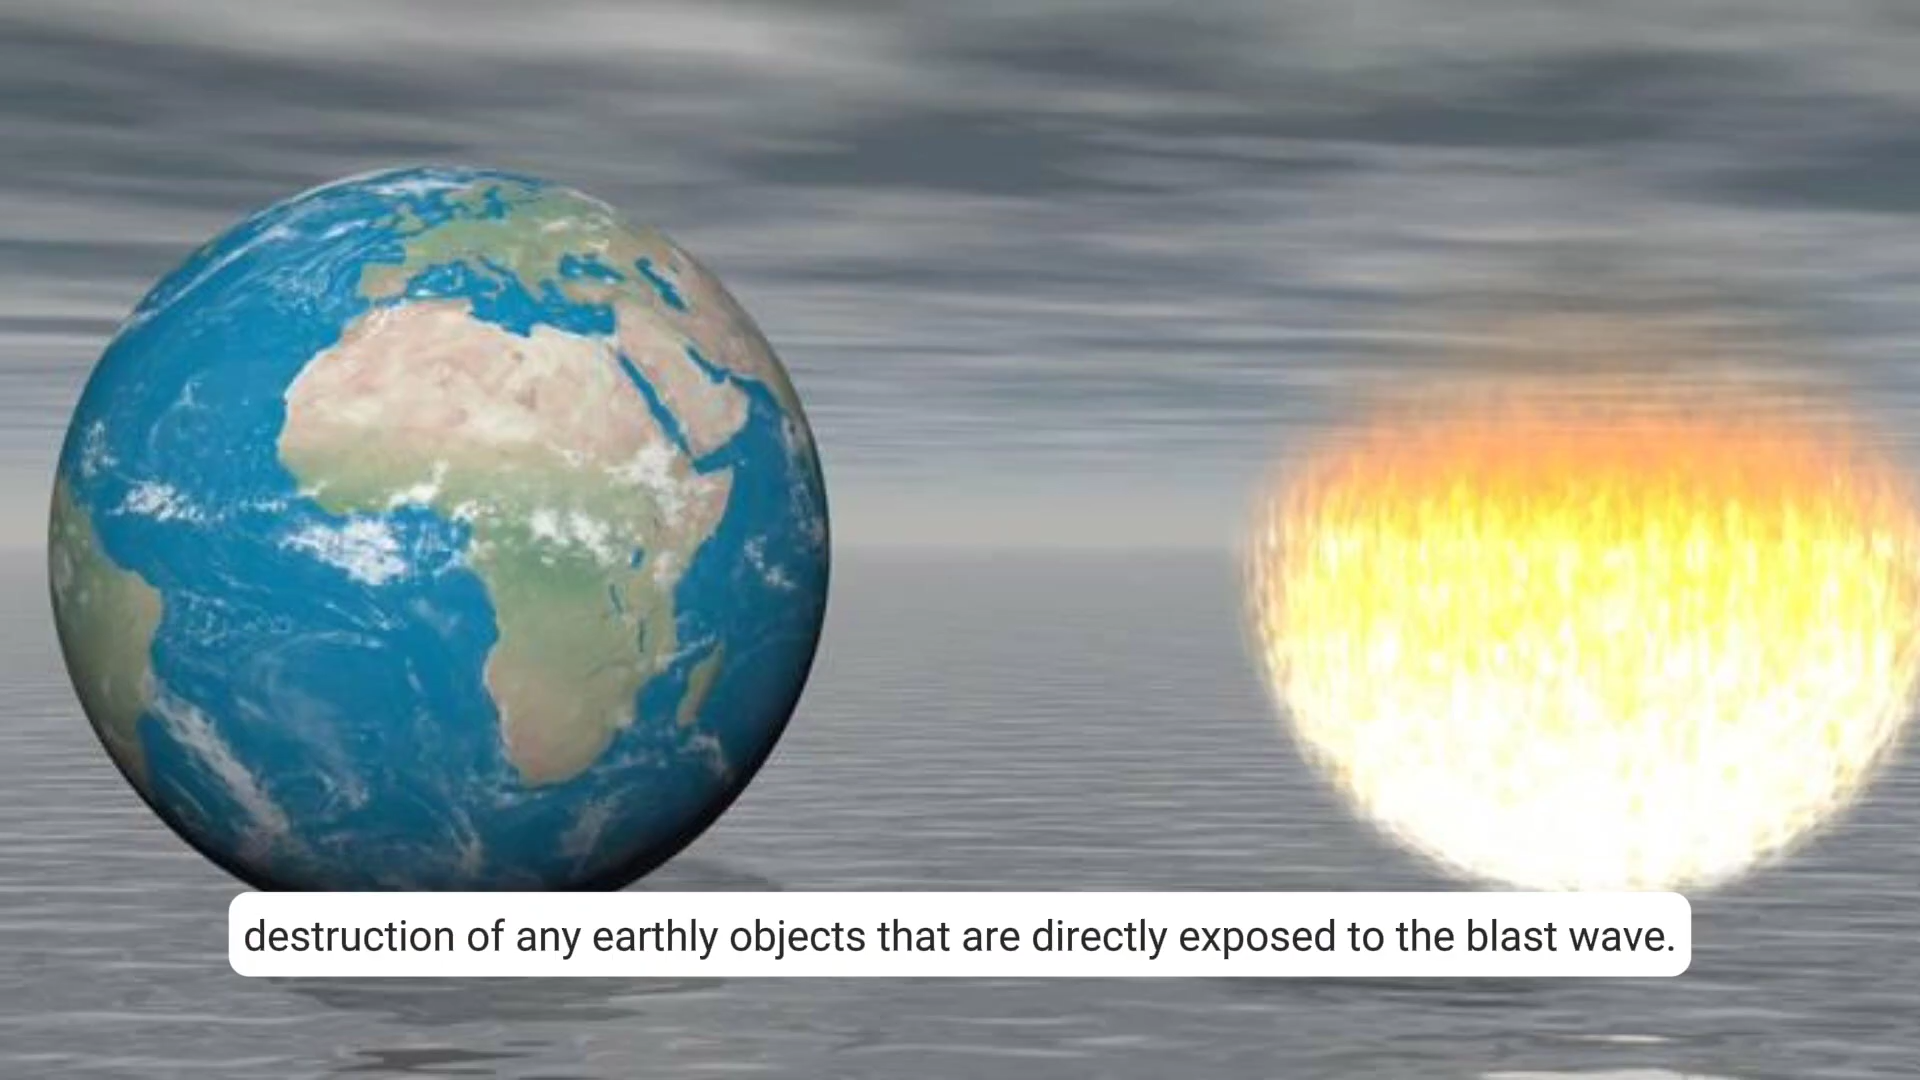 destruction of any earthly objects that are directly exposed to the blast wave.